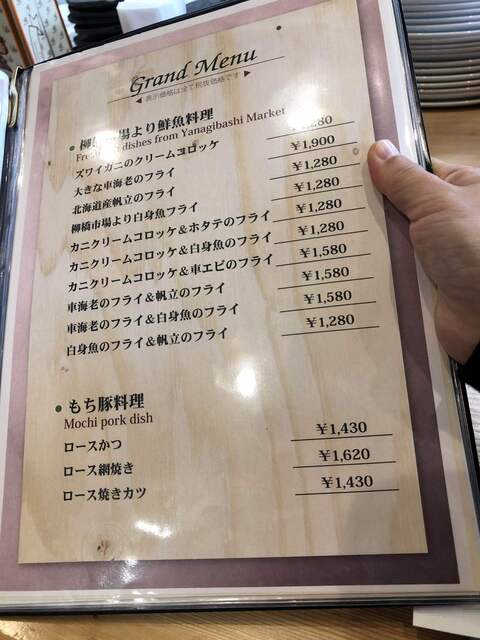 Grand Menu
◀ 表示価格は全て税抜価格です ▶
● 柳 場より鮮魚料理
dishes from Yanagibashi Market
ズワイガニのクリームコロッケ 280
大きな車海老のフライ ¥1,900
北海道産帆立のフライ ¥1,280
柳橋市場より白身魚フライ ¥1,280
カニクリームコロッケ＆ホタテのフライ ¥1,280
カニクリームコロッケ＆白身魚のフライ ¥1,280
カニクリームコロッケ＆車エビのフライ ¥1,580
車海老のフライ＆帆立のフライ ¥1,580
車海老のフライ＆白身魚のフライ ¥1,580
白身魚のフライ＆帆立のフライ ¥1,280
● もち豚料理
Mochi pork dish
ロースかつ ¥1,430
ロース網焼き ¥1,620
ロース焼きカツ ¥1,430